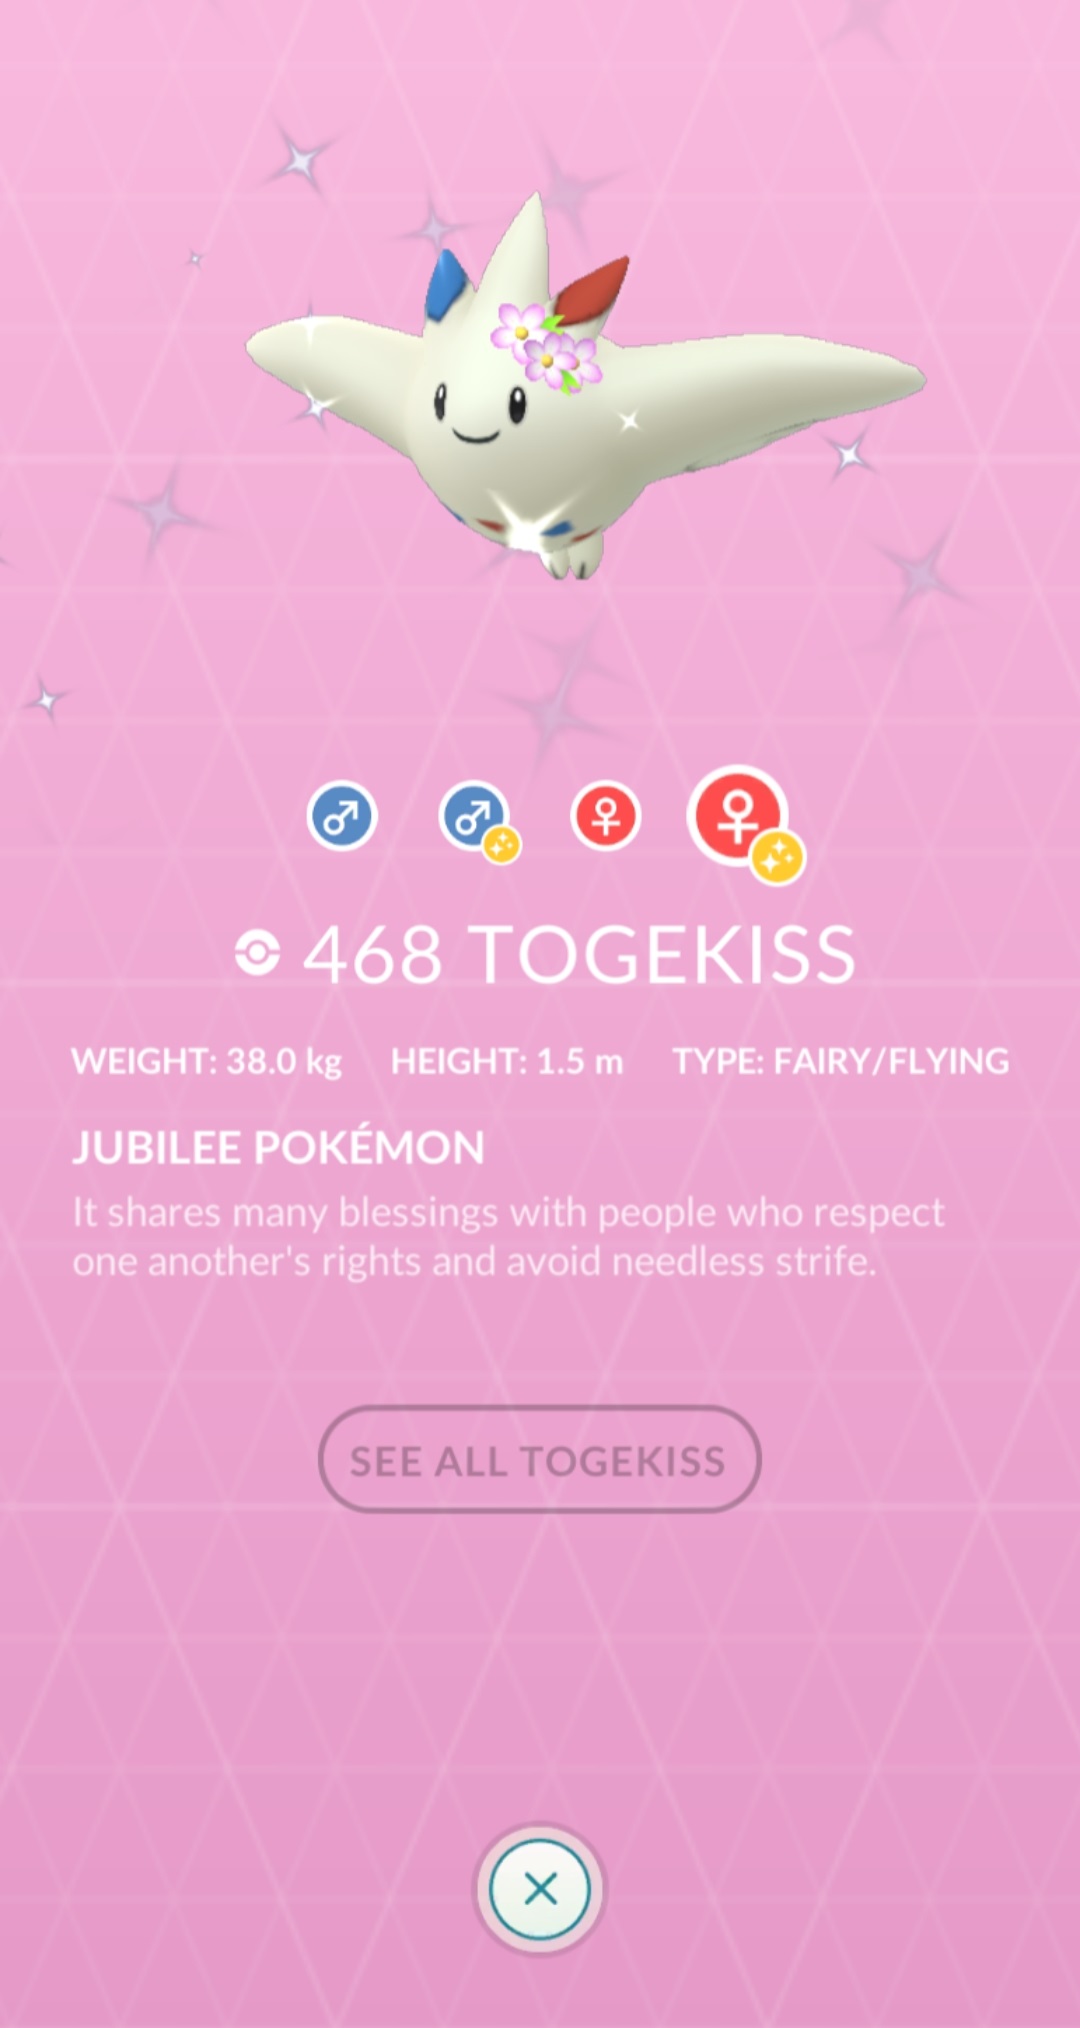 468 TOGEKISS
WEIGHT: 38.0 kg HEIGHT: 1.5 m TYPE: FAIRY/FLYING
JUBILEE POKÉMON
It shares many blessings with people who respect
one another's rights and avoid needless strife.
SEE ALL TOGEKISS